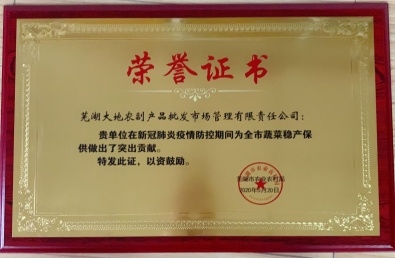 荣誉证书
芜湖大地农副产品批发市场管理有限责任公司：
贵单位在新冠肺炎疫情防控期间为全市蔬菜稳产保
供做出了突出贡献。
特发此证，以资鼓励。
芜湖市农业农村局
2020年5月20日